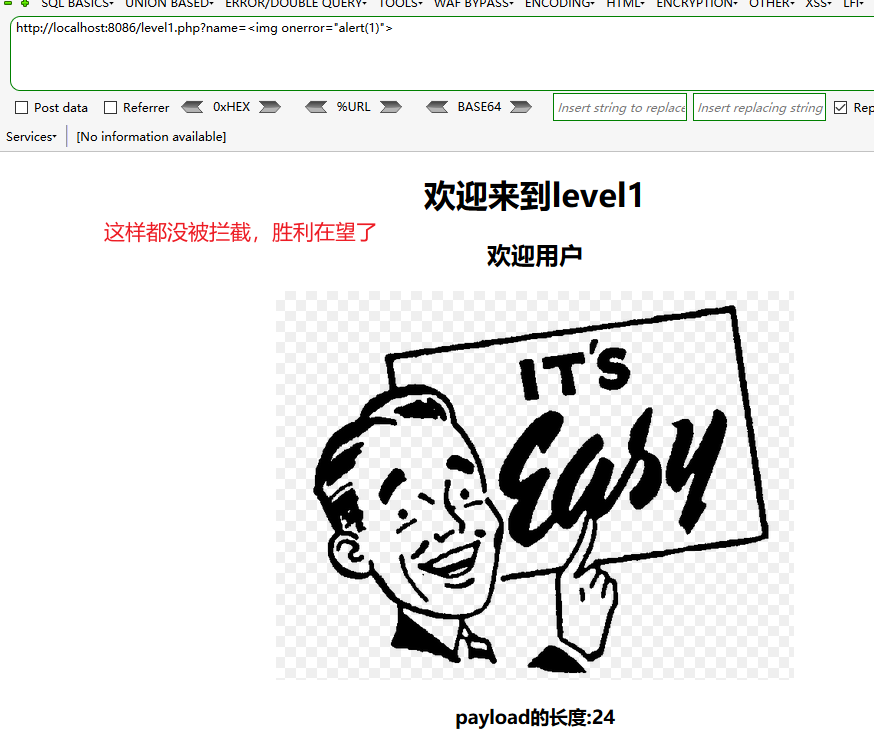 SQL BASICS▾ UNION BASED▾ ERROR/DOUBLE QUERY▾ TOOLS▾ WAF BYPASS▾ ENCODING▾ HTML▾ ENCRYPTION▾ OTHER▾ XSS▾ LFI▾
http://localhost:8086/level1.php?name=<img onerror="alert(1)">
Post data Referrer 0xHEX %URL BASE64 Insert string to replace Insert replacing string Rep
Services▾ [No information available]
欢迎来到level1
这样都没被拦截，胜利在望了
欢迎用户
IT'S
Easy
payload的长度:24